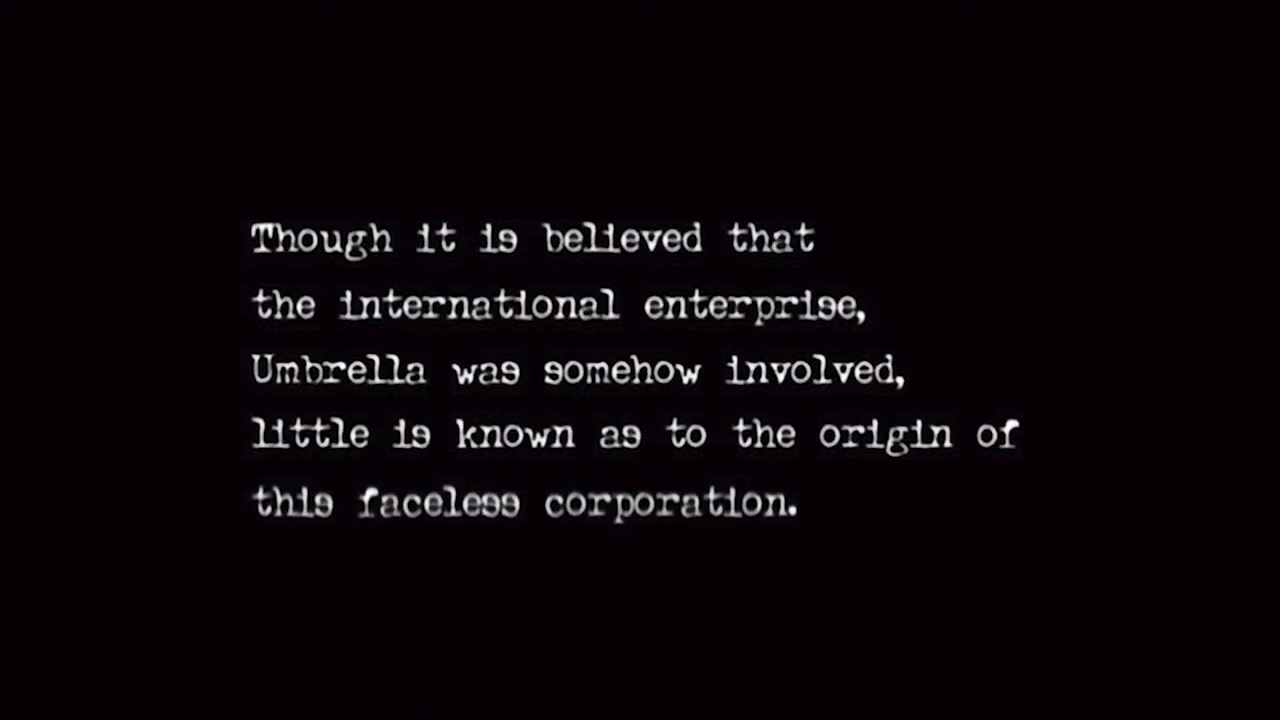 Though it is believed that
the international enterprise,
Umbrella was somehow involved,
little is known as to the origin of
this faceless corporation.